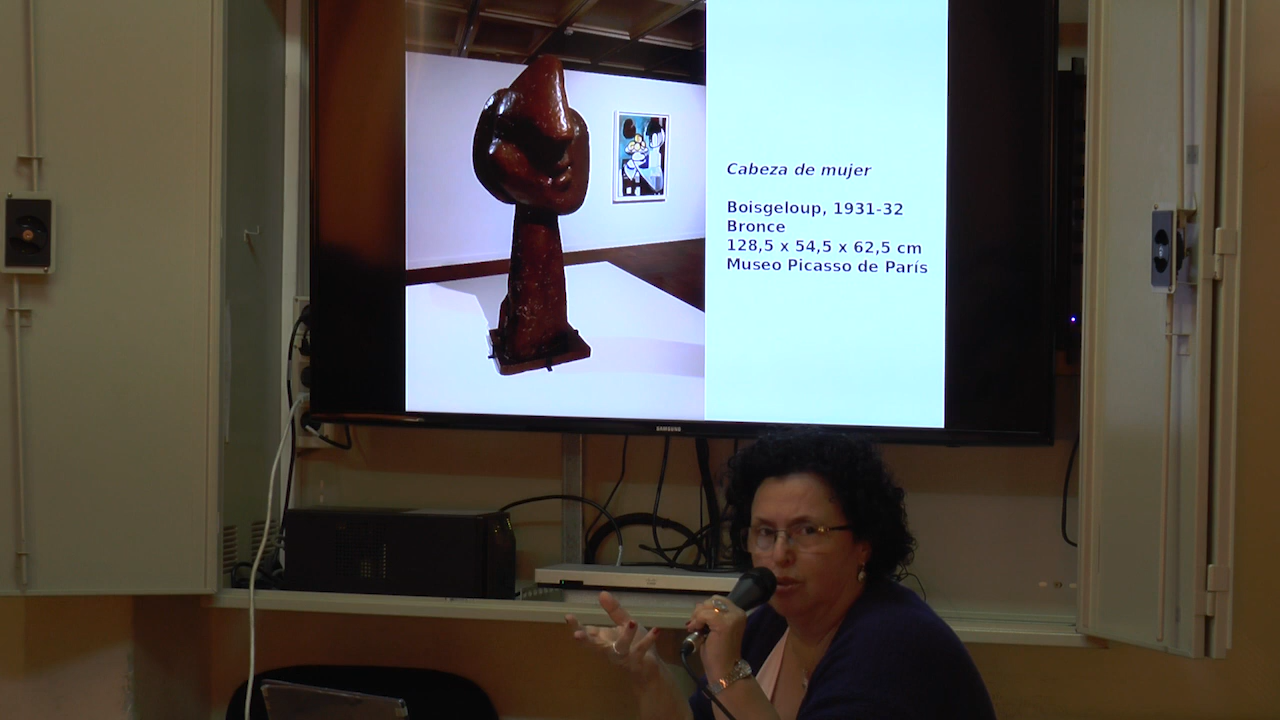 Cabeza de mujer
Boisgeloup, 1931-32
Bronce
128,5 x 54,5 x 62,5 cm
Museo Picasso de París
SAMSUNG